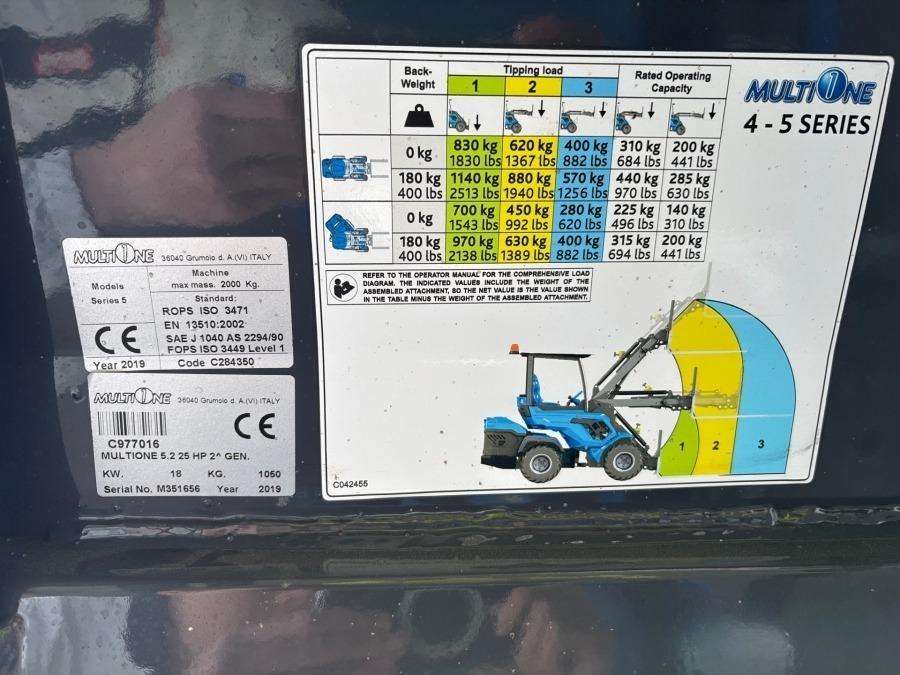 MULTIONE 36040 Grumolo d. A.(VI) ITALY
Models
Series 5
Machine
max mass. 2000 Kg.
Standard:
ROPS ISO 3471
EN 13510:2002
SAE J 1040 AS 2294/90
FOPS ISO 3449 Level 1
CE
Year 2019 Code C284350
MULTIONE 36040 Grumolo d. A.(VI) ITALY
CE
C977016
MULTIONE 5.2 25 HP 2^ GEN.
KW. 18 KG. 1050
Serial No. M351656 Year 2019
Back-
Weight
Tipping load
1 2 3
Rated Operating
Capacity
0 kg 830 kg 620 kg 400 kg 310 kg 200 kg
1830 lbs 1367 lbs 882 lbs 684 lbs 441 lbs
180 kg 1140 kg 880 kg 570 kg 440 kg 285 kg
400 lbs 2513 lbs 1940 lbs 1256 lbs 970 lbs 630 lbs
0 kg 700 kg 450 kg 280 kg 225 kg 140 kg
1543 lbs 992 lbs 620 lbs 496 lbs 310 lbs
180 kg 970 kg 630 kg 400 kg 315 kg 200 kg
400 lbs 2138 lbs 1389 lbs 882 lbs 694 lbs 441 lbs
MULTIONE
4 - 5 SERIES
REFER TO THE OPERATOR MANUAL FOR THE COMPREHENSIVE LOAD
DIAGRAM. THE INDICATED VALUES INCLUDE THE WEIGHT OF THE
ASSEMBLED ATTACHMENT, SO THE NET VALUE IS THE VALUE SHOWN
IN THE TABLE MINUS THE WEIGHT OF THE ASSEMBLED ATTACHMENT.
1 2 3
C042455